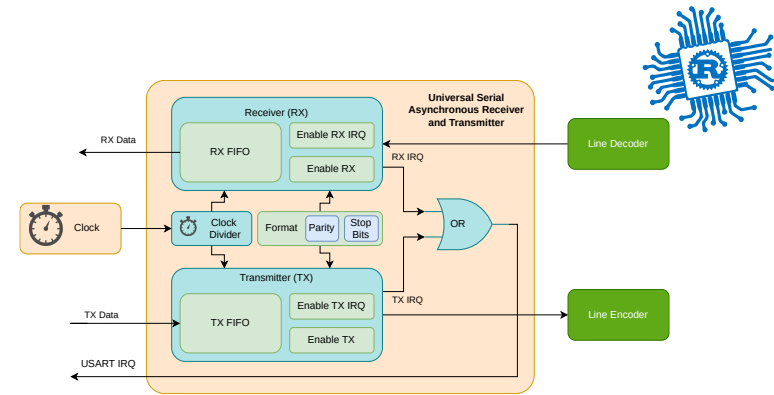 Universal Serial
Asynchronous Receiver
and Transmitter
Receiver (RX)
RX FIFO
Enable RX IRQ
Enable RX
RX Data
RX IRQ
Line Decoder
Clock
Clock
Divider
Format
Parity
Stop
Bits
OR
Transmitter (TX)
TX FIFO
Enable TX IRQ
Enable TX
TX Data
TX IRQ
Line Encoder
USART IRQ
R